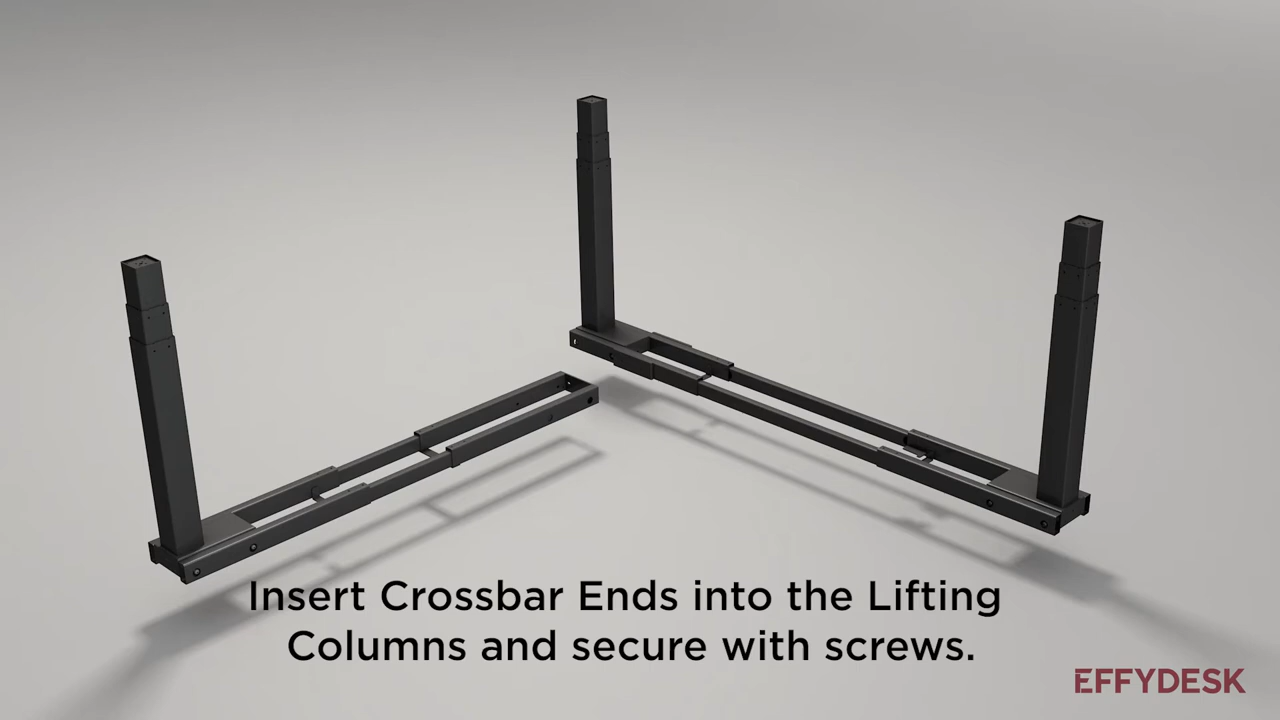 Insert Crossbar Ends into the Lifting
Columns and secure with screws.
EFFYDESK